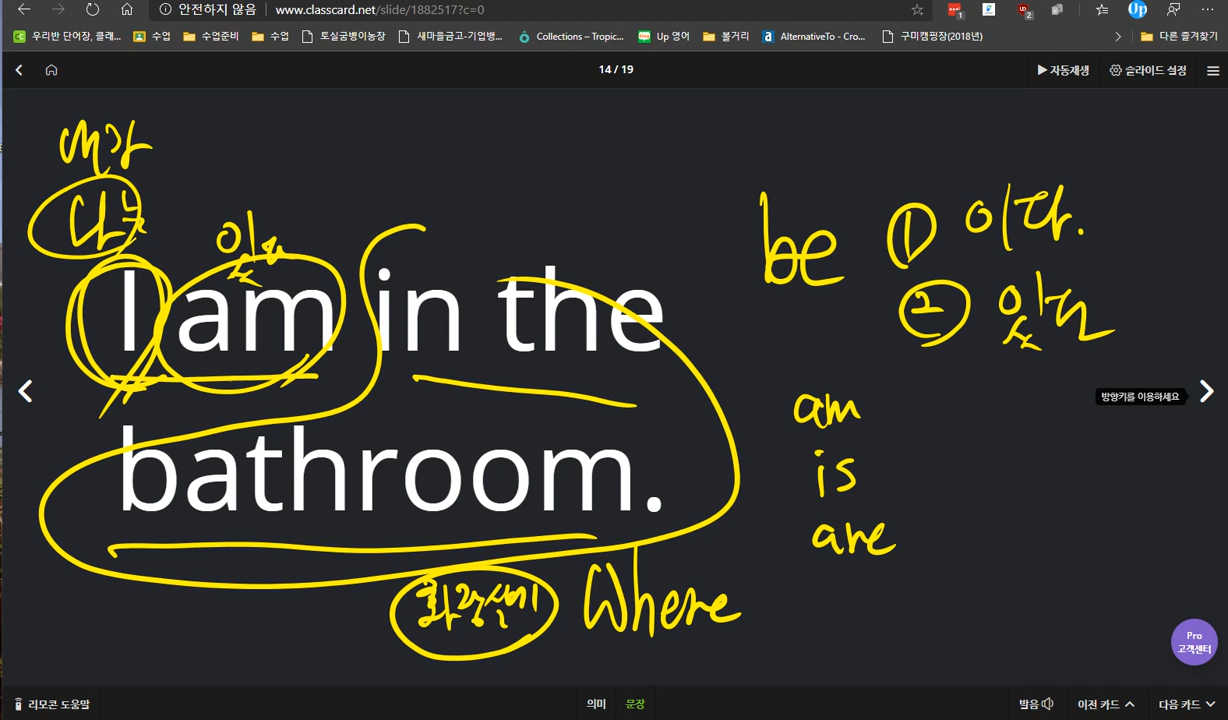 안전하지 않음 www.classcard.net/slide/1882517?c=0
우리반 단어장, 클래... 수업 수업준비 수업 토실굼벵이농장 새마을금고-기업뱅... Collections – Tropic... Up 영어 볼거리 AlternativeTo - Cro... 구미캠핑장(2018년) 다른 즐겨찾기
14 / 19 자동재생 슬라이드 설정
나는
있다
I am in the
bathroom.
be ① 이다.
② 있다
am
is
are
방향키를 이용하세요
화장실에 Where
Pro
고객센터
리모콘 도움말 의미 문장 발음 이전 카드 다음 카드